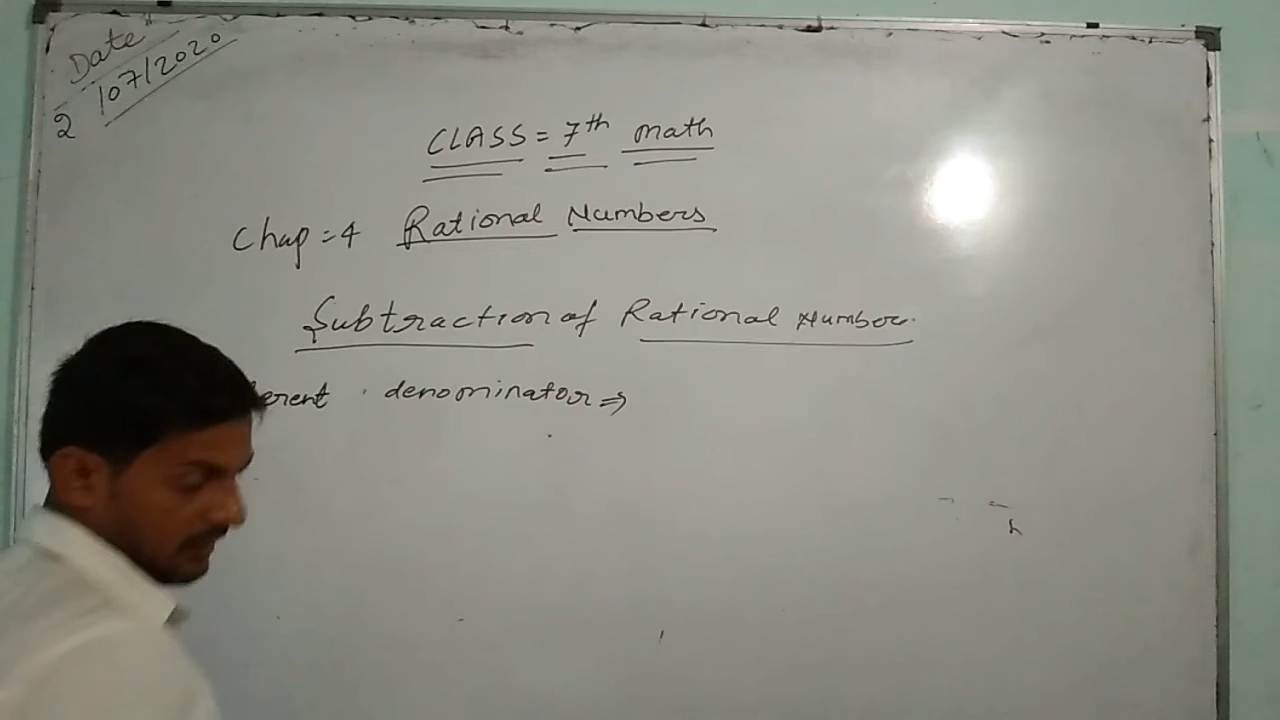 Date
2/07/2020
CLASS = 7th math
Chap = 4 Rational Numbers
Subtraction of Rational Number.
erent denominator ⇒